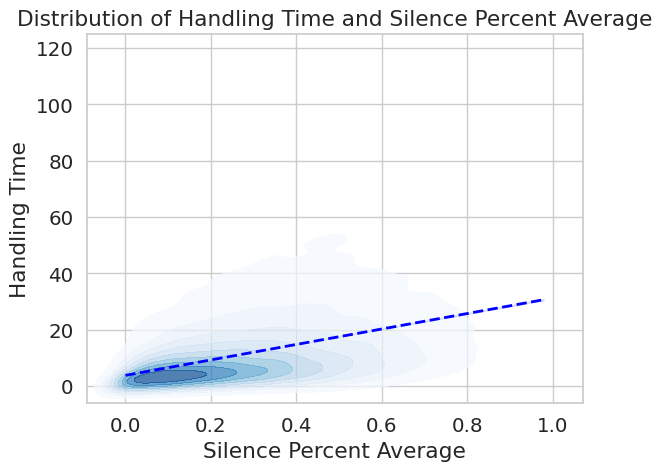 Distribution of Handling Time and Silence Percent Average
120
100
80
60
40
20
0
Handling Time
0.0 0.2 0.4 0.6 0.8 1.0
Silence Percent Average